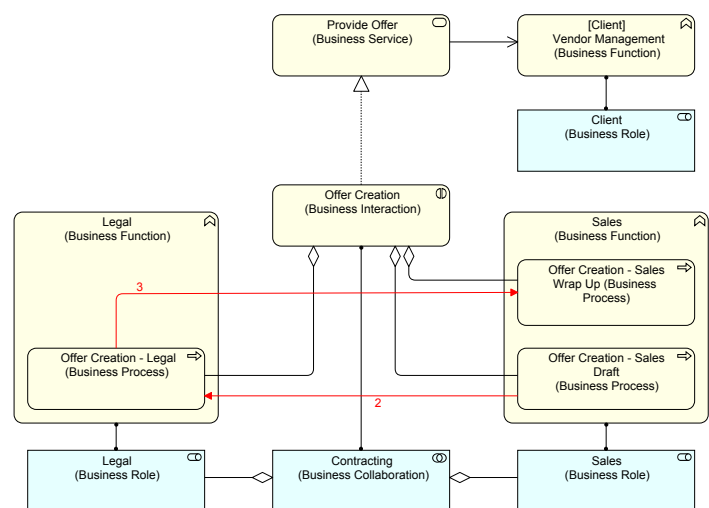 Provide Offer
(Business Service)
[Client]
Vendor Management
(Business Function)
Client
(Business Role)
Offer Creation
(Business Interaction)
Legal
(Business Function)
Sales
(Business Function)
Offer Creation - Sales
Wrap Up (Business
Process)
3
Offer Creation - Legal
(Business Process)
Offer Creation - Sales
Draft
(Business Process)
2
Legal
(Business Role)
Contracting
(Business Collaboration)
Sales
(Business Role)